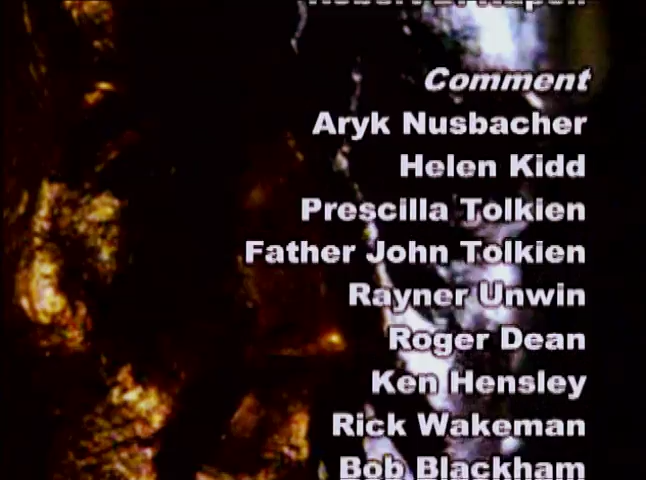 Comment
Aryk Nusbacher
Helen Kidd
Prescilla Tolkien
Father John Tolkien
Rayner Unwin
Roger Dean
Ken Hensley
Rick Wakeman
Bob Blackham